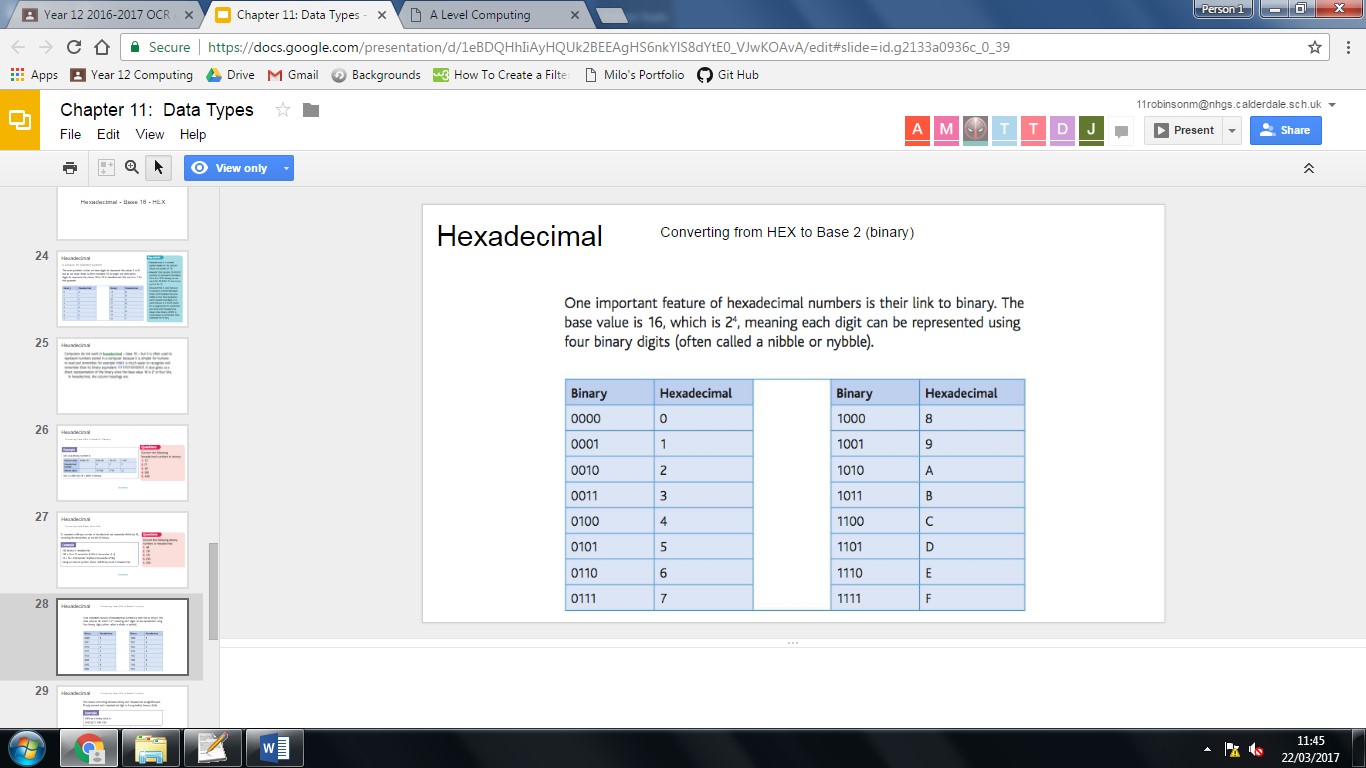 Year 12 2016-2017 OCR
Chapter 11: Data Types -
A Level Computing
Person 1
Secure
https://docs.google.com/presentation/d/1eBDQHhIiAyHQUk2BEEAgHS6nkYlS8dYtE0_VJwKOAvA/edit#slide=id.g2133a0936c_0_39
Apps Year 12 Computing Drive Gmail Backgrounds How To Create a Filte Milo's Portfolio Git Hub
Chapter 11: Data Types
11robinsonm@nhgs.calderdale.sch.uk
File Edit View Help
A M T T D J
Present
Share
View only
Hexadecimal - Base 16 - HEX
24
Hexadecimal
25
26
Hexadecimal
27
Hexadecimal
28
Hexadecimal
29
Hexadecimal
Hexadecimal
Converting from HEX to Base 2 (binary)
One important feature of hexadecimal numbers is their link to binary. The
base value is 16, which is 2⁴, meaning each digit can be represented using
four binary digits (often called a nibble or nybble).
Binary Hexadecimal Binary Hexadecimal
0000 0 1000 8
0001 1 1001 9
0010 2 1010 A
0011 3 1011 B
0100 4 1100 C
0101 5 1101 D
0110 6 1110 E
0111 7 1111 F
11:45
22/03/2017